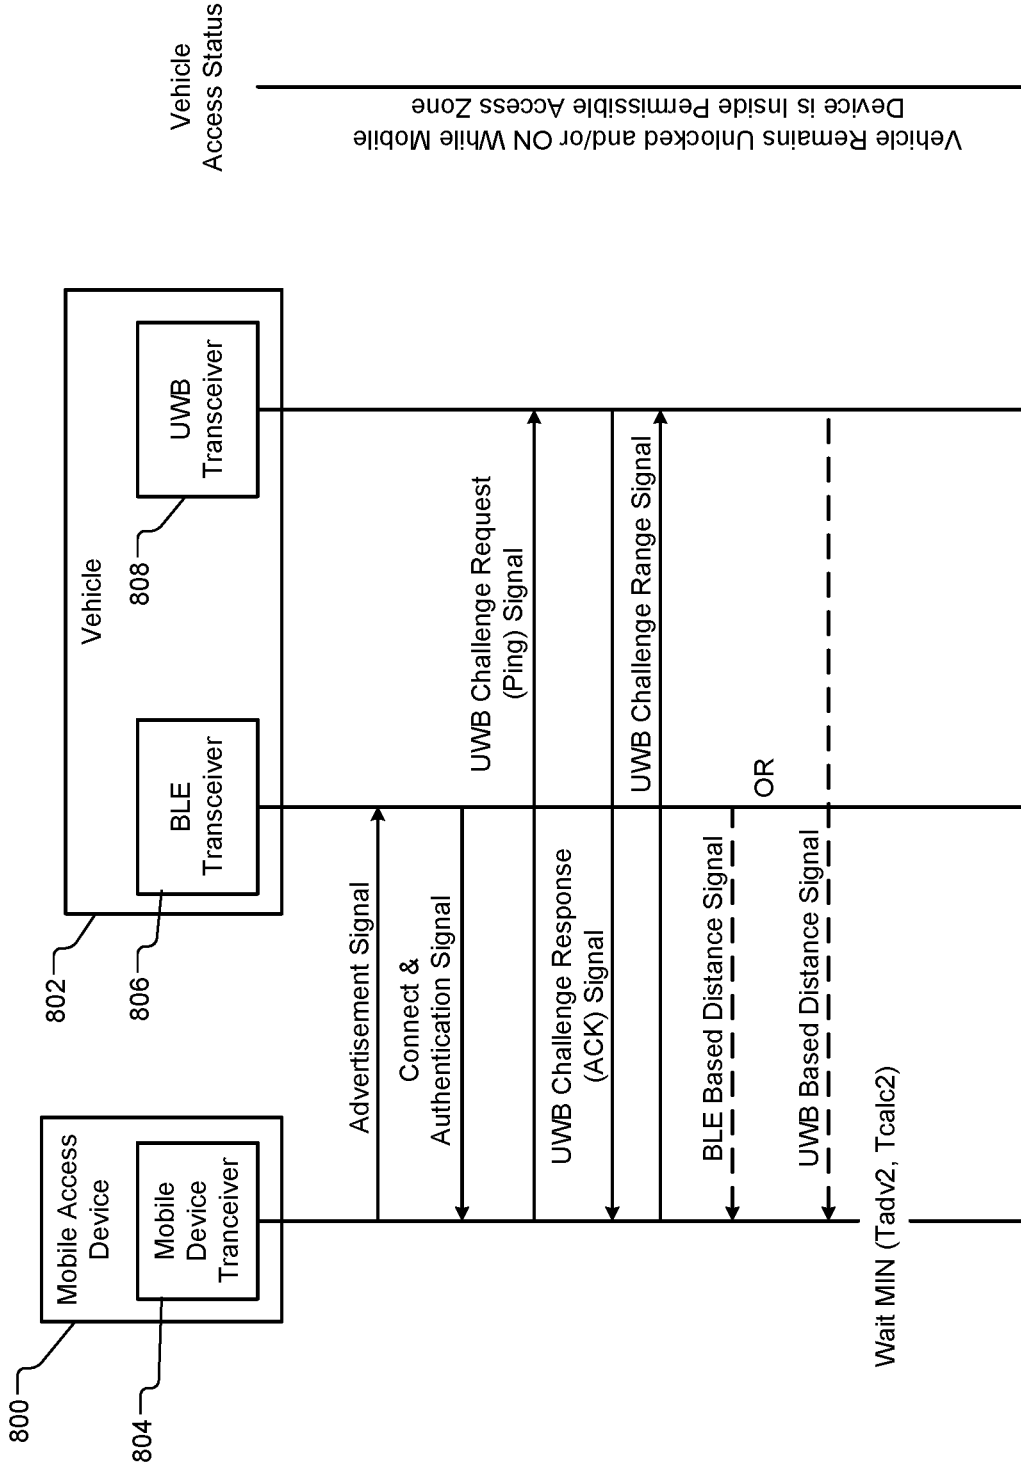 Vehicle
Access Status
Vehicle Remains Unlocked and/or ON While Mobile
Device is Inside Permissible Access Zone
Vehicle
802
UWB
Transceiver
808
BLE
Transceiver
806
Mobile Access
Device
800
Mobile
Device
Tranceiver
804
Advertisement Signal
Connect &
Authentication Signal
UWB Challenge Request
(Ping) Signal
UWB Challenge Response
(ACK) Signal
UWB Challenge Range Signal
BLE Based Distance Signal
OR
UWB Based Distance Signal
Wait MIN (Tadv2, Tcalc2)